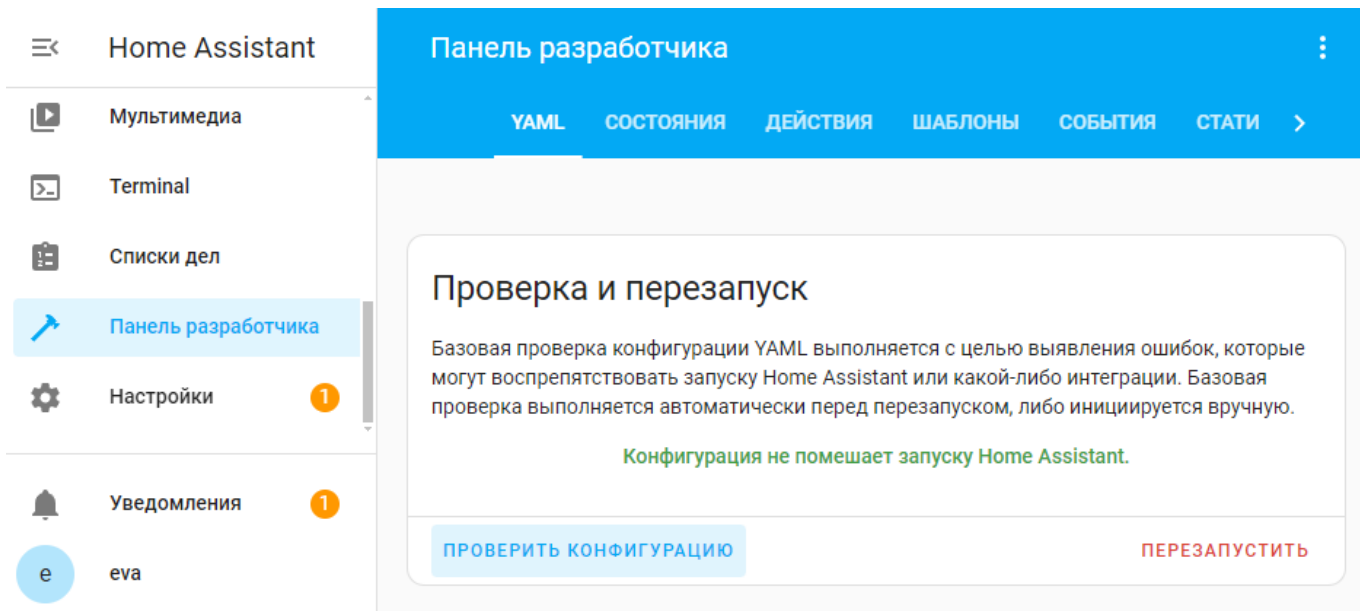 Home Assistant
Мультимедиа
Terminal
Списки дел
Панель разработчика
Настройки
1
Уведомления
1
e
eva
Панель разработчика
YAML СОСТОЯНИЯ ДЕЙСТВИЯ ШАБЛОНЫ СОБЫТИЯ СТАТИ
Проверка и перезапуск
Базовая проверка конфигурации YAML выполняется с целью выявления ошибок, которые
могут воспрепятствовать запуску Home Assistant или какой-либо интеграции. Базовая
проверка выполняется автоматически перед перезапуском, либо инициируется вручную.
Конфигурация не помешает запуску Home Assistant.
ПРОВЕРИТЬ КОНФИГУРАЦИЮ
ПЕРЕЗАПУСТИТЬ